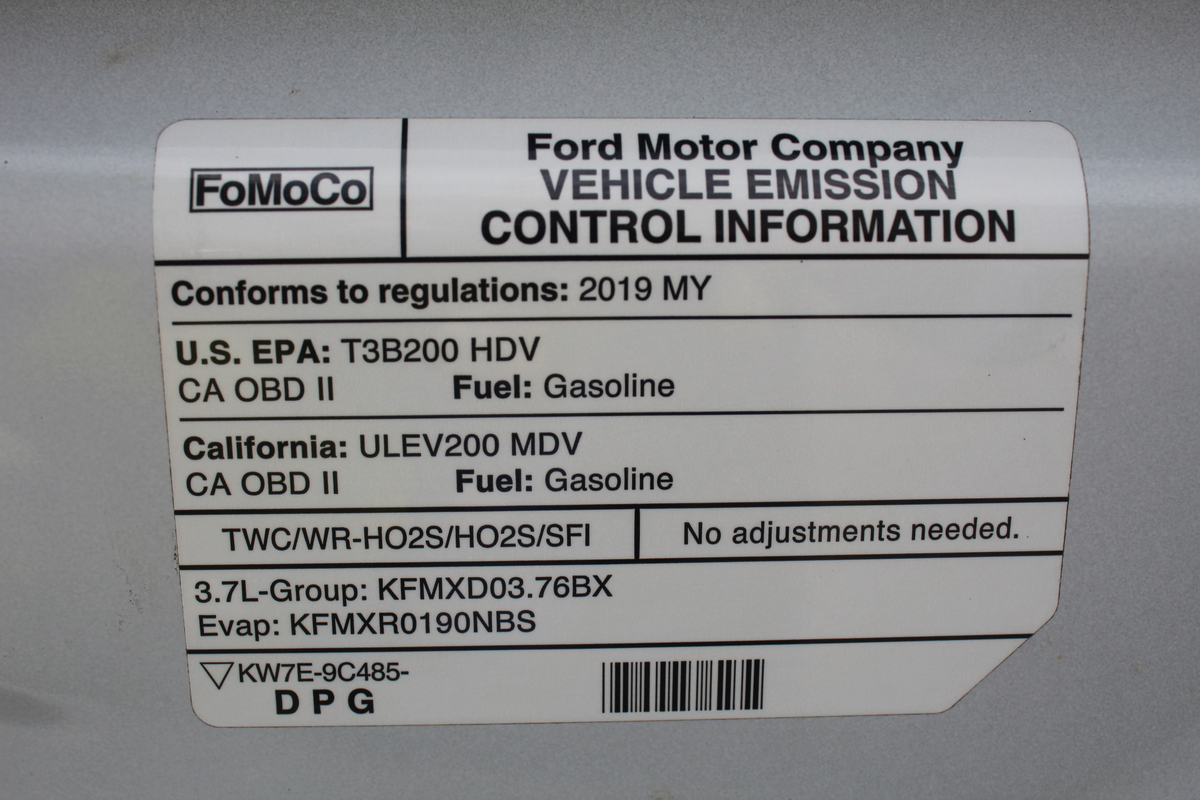 FoMoCo
Ford Motor Company
VEHICLE EMISSION
CONTROL INFORMATION
Conforms to regulations: 2019 MY
U.S. EPA: T3B200 HDV
CA OBD II Fuel: Gasoline
California: ULEV200 MDV
CA OBD II Fuel: Gasoline
TWC/WR-HO2S/HO2S/SFI No adjustments needed.
3.7L-Group: KFMXD03.76BX
Evap: KFMXR0190NBS
KW7E-9C485-
D P G